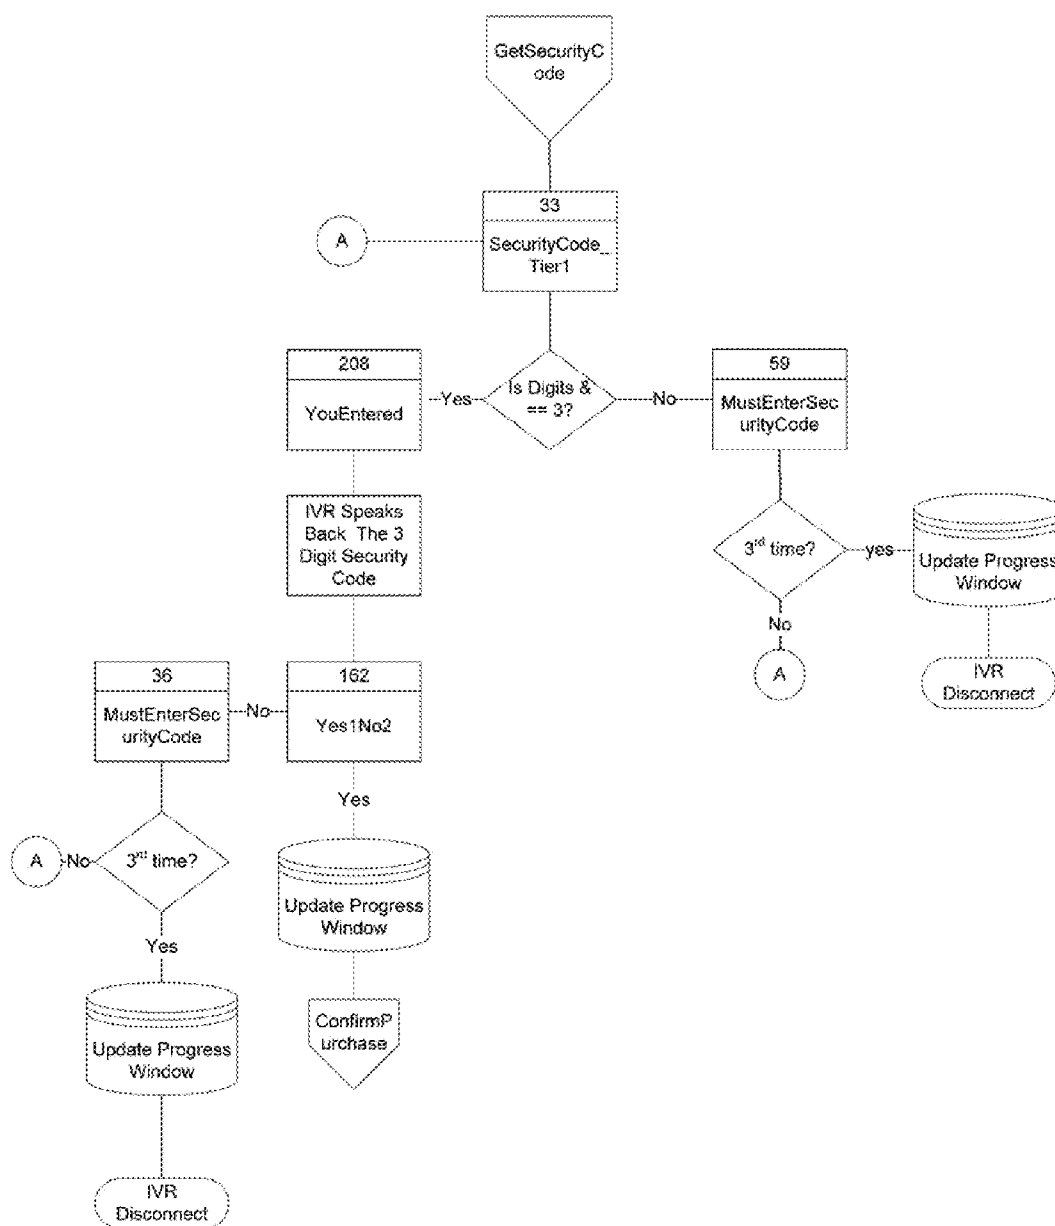 GetSecurityC
ode
33
A
SecurityCode_
Tier1
208
Is Digits &
== 3?
59
Yes
No
YouEntered
MustEnterSec
urityCode
IVR Speaks
Back The 3
Digit Security
Code
3rd time?
yes
Update Progress
Window
No
A
IVR
Disconnect
36
162
MustEnterSec
urityCode
No
Yes1No2
Yes
A
No
3rd time?
Update Progress
Window
Yes
ConfirmP
urchase
Update Progress
Window
IVR
Disconnect